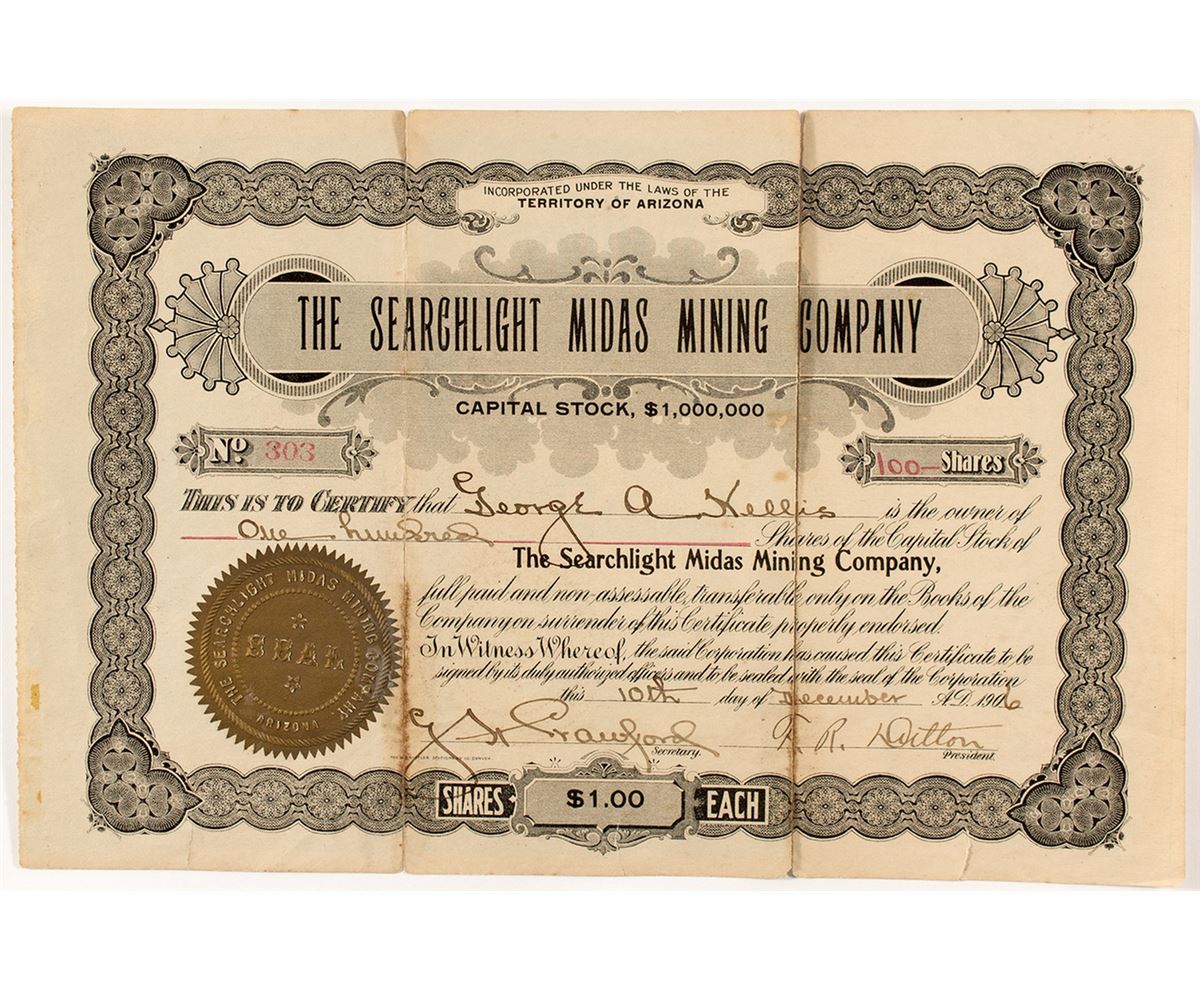 INCORPORATED UNDER THE LAWS OF THE
TERRITORY OF ARIZONA
THE SEARCHLIGHT MIDAS MINING COMPANY
CAPITAL STOCK, $1,000,000
No 303
100— Shares
THIS IS TO CERTIFY that George A Kellis is the owner of
One hundred Shares of the Capital Stock of
The Searchlight Midas Mining Company,
full paid and non-assessable, transferable only on the Books of the
Company on surrender of this Certificate properly endorsed.
In Witness Whereof, the said Corporation has caused this Certificate to be
signed by its duly authorized officers and to be sealed with the seal of the Corporation
this 10th day of December A.D. 1906
THE SEARCHLIGHT MIDAS MINING COMPANY
SEAL
ARIZONA
Crawford Secretary.
F. R. Ditton President.
SHARES $1.00 EACH